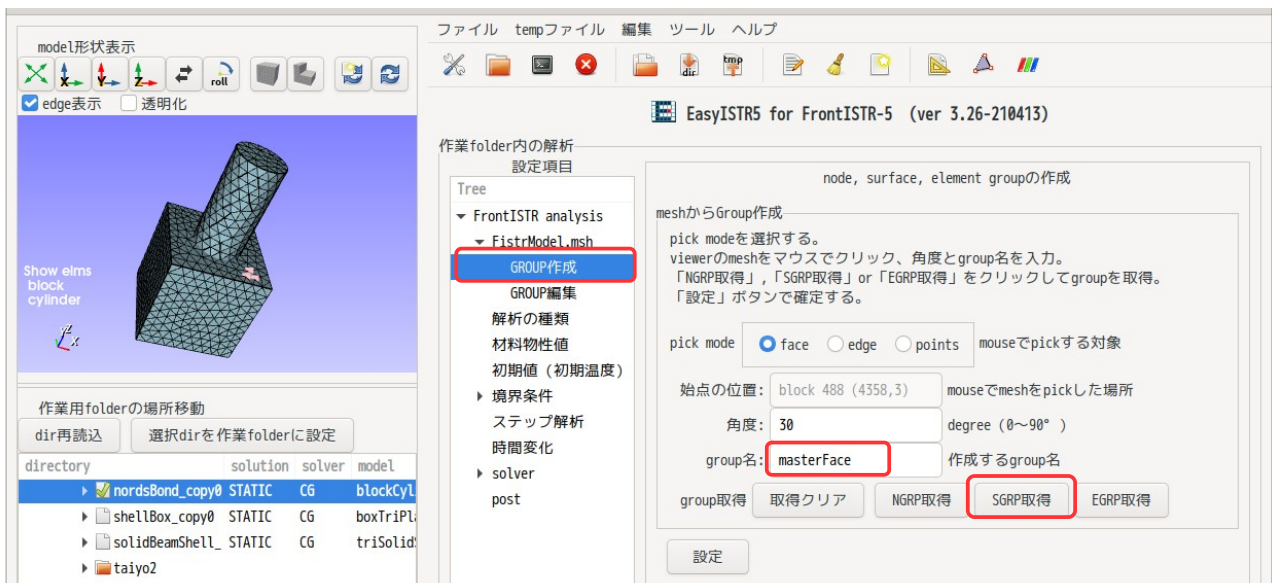 model形状表示
roll
edge表示 透明化
Show elms
block
cylinder
作業用folderの場所移動
dir再読込 選択dirを作業folderに設定
directory solution solver model
nordsBond_copy0 STATIC CG blockCyl
shellBox_copy0 STATIC CG boxTriPl
solidBeamShell_ STATIC CG triSolid
taiyo2
ファイル tempファイル 編集 ツール ヘルプ
dir tmp
EasyISTR5 for FrontISTR-5 (ver 3.26-210413)
作業folder内の解析
設定項目
Tree
FrontISTR analysis
FistrModel.msh
GROUP作成
GROUP編集
解析の種類
材料物性値
初期値 (初期温度)
境界条件
ステップ解析
時間変化
solver
post
node, surface, element groupの作成
meshからGroup作成
pick modeを選択する。
viewerのmeshをマウスでクリック、角度とgroup名を入力。
「NGRP取得」,「SGRP取得」or「EGRP取得」をクリックしてgroupを取得。
「設定」ボタンで確定する。
pick mode face edge points mouseでpickする対象
始点の位置: block 488 (4358,3) mouseでmeshをpickした場所
角度: 30 degree (0～90° )
group名: masterFace 作成するgroup名
group取得 取得クリア NGRP取得 SGRP取得 EGRP取得
設定